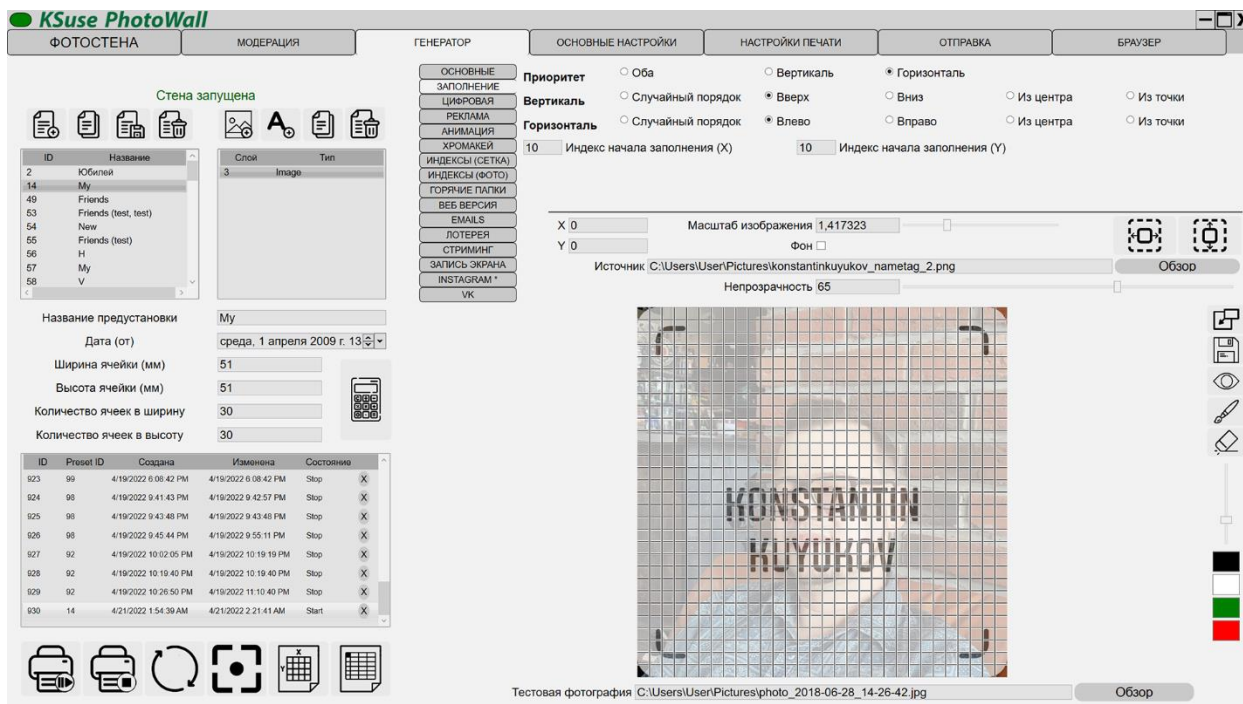 KSuse PhotoWall
ФОТОСТЕНА МОДЕРАЦИЯ ГЕНЕРАТОР ОСНОВНЫЕ НАСТРОЙКИ НАСТРОЙКИ ПЕЧАТИ ОТПРАВКА БРАУЗЕР
Стена запущена
ID Название
2 Юбилей
14 My
49 Friends
53 Friends (test, test)
54 New
55 Friends (test)
56 Н
57 My
58 V
Слой Тип
3 Image
Название предустановки My
Дата (от) среда, 1 апреля 2009 г. 13
Ширина ячейки (мм) 51
Высота ячейки (мм) 51
Количество ячеек в ширину 30
Количество ячеек в высоту 30
ID Preset ID Создана Изменена Состояние
923 99 4/19/2022 6:08:42 PM 4/19/2022 6:08:42 PM Stop X
924 98 4/19/2022 9:41:43 PM 4/19/2022 9:42:57 PM Stop X
925 98 4/19/2022 9:43:48 PM 4/19/2022 9:43:48 PM Stop X
926 98 4/19/2022 9:45:44 PM 4/19/2022 9:55:11 PM Stop X
927 92 4/19/2022 10:02:05 PM 4/19/2022 10:19:19 PM Stop X
928 92 4/19/2022 10:19:40 PM 4/19/2022 10:19:40 PM Stop X
929 92 4/19/2022 10:26:50 PM 4/19/2022 11:10:40 PM Stop X
930 14 4/21/2022 1:54:39 AM 4/21/2022 2:21:41 AM Start X
X
Y
ОСНОВНЫЕ
ЗАПОЛНЕНИЕ
ЦИФРОВАЯ
РЕКЛАМА
АНИМАЦИЯ
ХРОМАКЕЙ
ИНДЕКСЫ (СЕТКА)
ИНДЕКСЫ (ФОТО)
ГОРЯЧИЕ ПАПКИ
ВЕБ ВЕРСИЯ
EMAILS
ЛОТЕРЕЯ
СТРИМИНГ
ЗАПИСЬ ЭКРАНА
INSTAGRAM *
VK
Приоритет Оба Вертикаль Горизонталь
Вертикаль Случайный порядок Вверх Вниз Из центра Из точки
Горизонталь Случайный порядок Влево Вправо Из центра Из точки
10 Индекс начала заполнения (X) 10 Индекс начала заполнения (Y)
X 0 Масштаб изображения 1,417323
Y 0 Фон
Источник C:\Users\User\Pictures\konstantinkuyukov_nametag_2.png Обзор
Непрозрачность 65
KONSTANTIN
KUYUKOV
Тестовая фотография C:\Users\User\Pictures\photo_2018-06-28_14-26-42.jpg Обзор